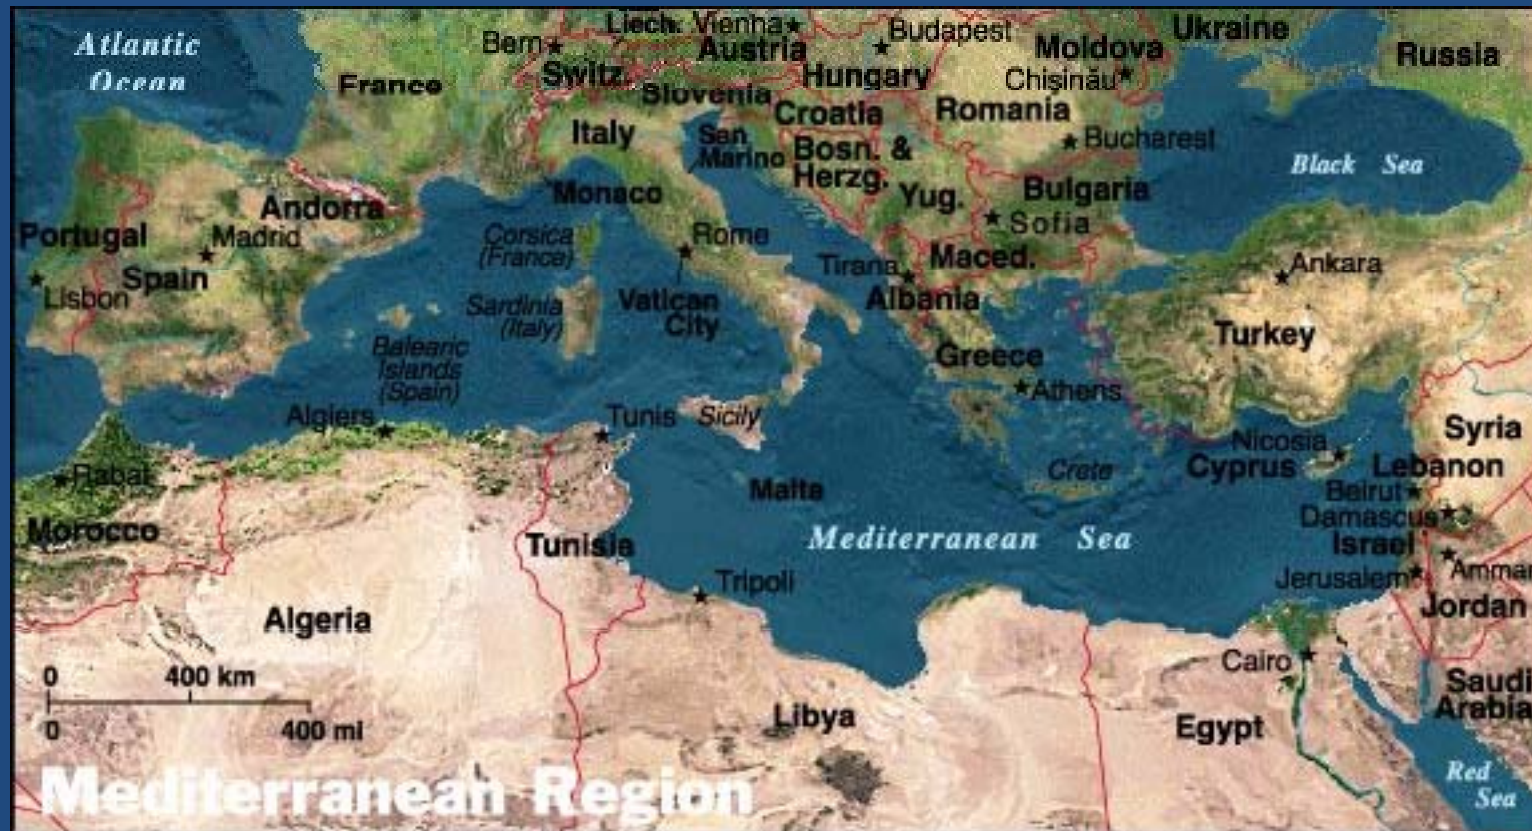 Atlantic
Ocean
France
Bern
Liech.
Vienna
Austria
Switz.
Budapest
Hungary
Moldova
Chişinău
Ukraine
Russia
Slovenia
Croatia
Romania
Italy
San
Marino
Bosn. &
Herzg.
Bucharest
Black Sea
Monaco
Yug.
Bulgaria
Sofia
Andorra
Portugal
Madrid
Spain
Lisbon
Corsica
(France)
Rome
Tirana
Maced.
Albania
Ankara
Turkey
Sardinia
(Italy)
Vatican
City
Balearic
Islands
(Spain)
Greece
Athens
Algiers
Tunis
Sicily
Nicosia
Cyprus
Syria
Lebanon
Beirut
Damascus
Israel
Jerusalem
Amman
Jordan
Rabat
Morocco
Malta
Crete
Mediterranean Sea
Tunisia
Tripoli
Algeria
Cairo
Libya
Egypt
Saudi
Arabia
Red
Sea
0 400 km
0 400 mi
Mediterranean Region